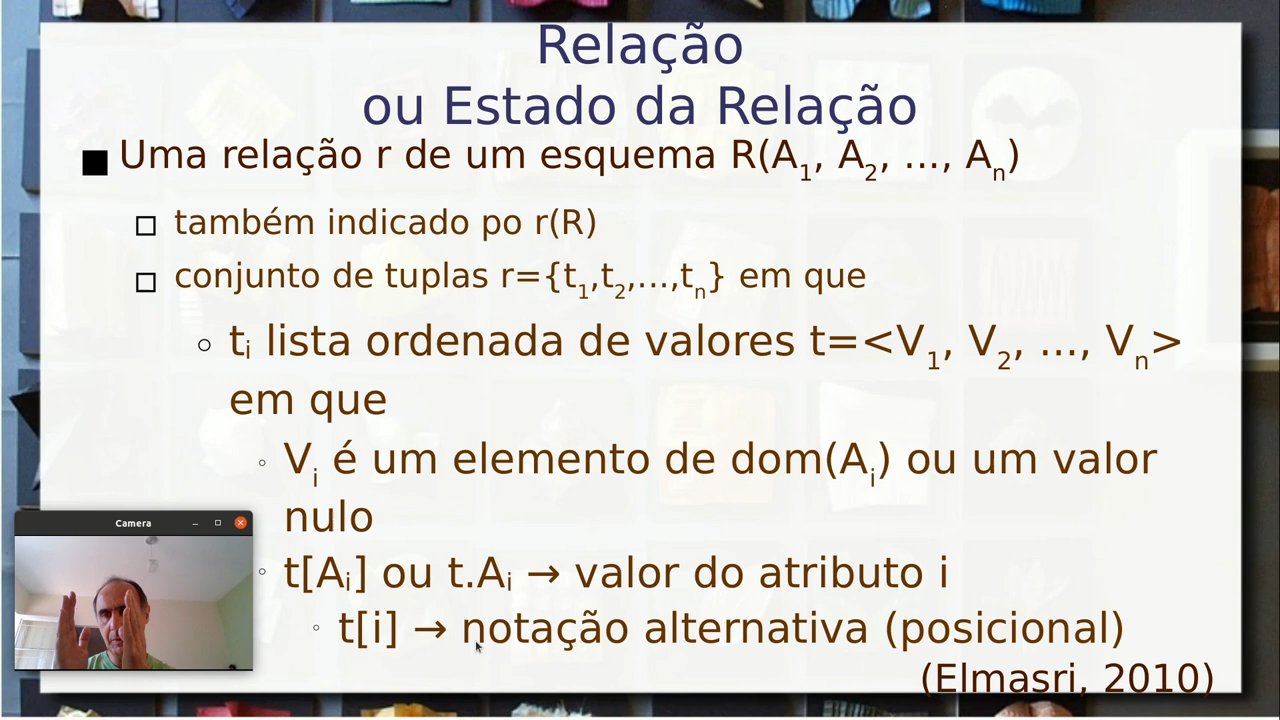 Relação
ou Estado da Relação
Uma relação r de um esquema R(A₁, A₂, ..., Aₙ)
também indicado po r(R)
conjunto de tuplas r={t₁,t₂,...,tₙ} em que
tᵢ lista ordenada de valores t=<V₁, V₂, ..., Vₙ>
em que
Vᵢ é um elemento de dom(Aᵢ) ou um valor
nulo
t[Aᵢ] ou t.Aᵢ → valor do atributo i
t[i] → notação alternativa (posicional)
(Elmasri, 2010)
Camera